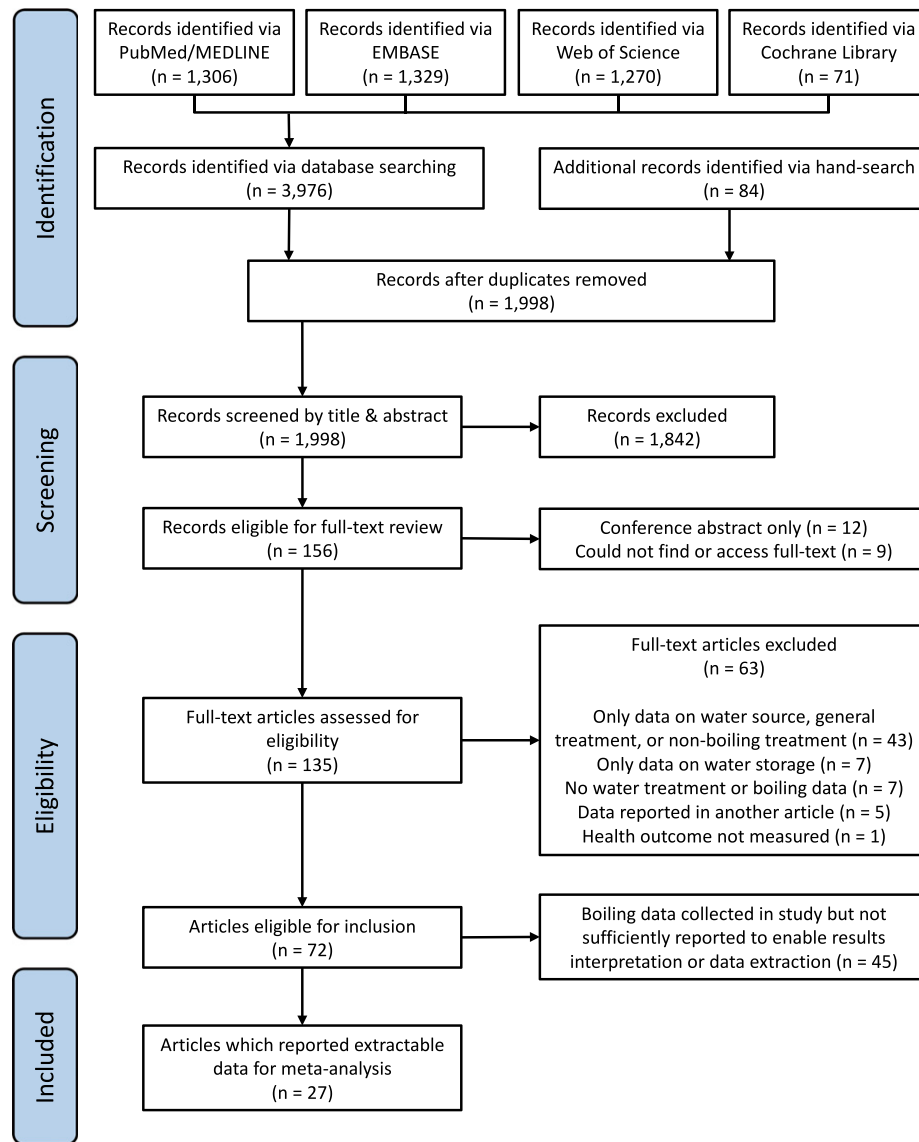 Identification
Records identified via
PubMed/MEDLINE
(n = 1,306)
Records identified via
EMBASE
(n = 1,329)
Records identified via
Web of Science
(n = 1,270)
Records identified via
Cochrane Library
(n = 71)
Records identified via database searching
(n = 3,976)
Additional records identified via hand-search
(n = 84)
Records after duplicates removed
(n = 1,998)
Screening
Records screened by title & abstract
(n = 1,998)
Records excluded
(n = 1,842)
Records eligible for full-text review
(n = 156)
Conference abstract only (n = 12)
Could not find or access full-text (n = 9)
Eligibility
Full-text articles assessed for
eligibility
(n = 135)
Full-text articles excluded
(n = 63)
Only data on water source, general
treatment, or non-boiling treatment (n = 43)
Only data on water storage (n = 7)
No water treatment or boiling data (n = 7)
Data reported in another article (n = 5)
Health outcome not measured (n = 1)
Articles eligible for inclusion
(n = 72)
Boiling data collected in study but not
sufficiently reported to enable results
interpretation or data extraction (n = 45)
Included
Articles which reported extractable
data for meta-analysis
(n = 27)